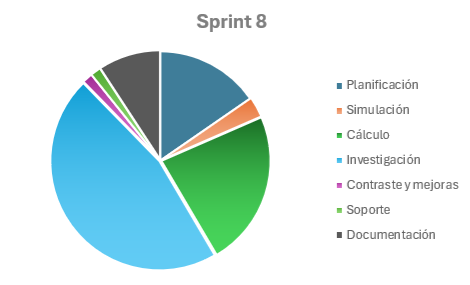 Sprint 8
Planificación
Simulación
Cálculo
Investigación
Contraste y mejoras
Soporte
Documentación